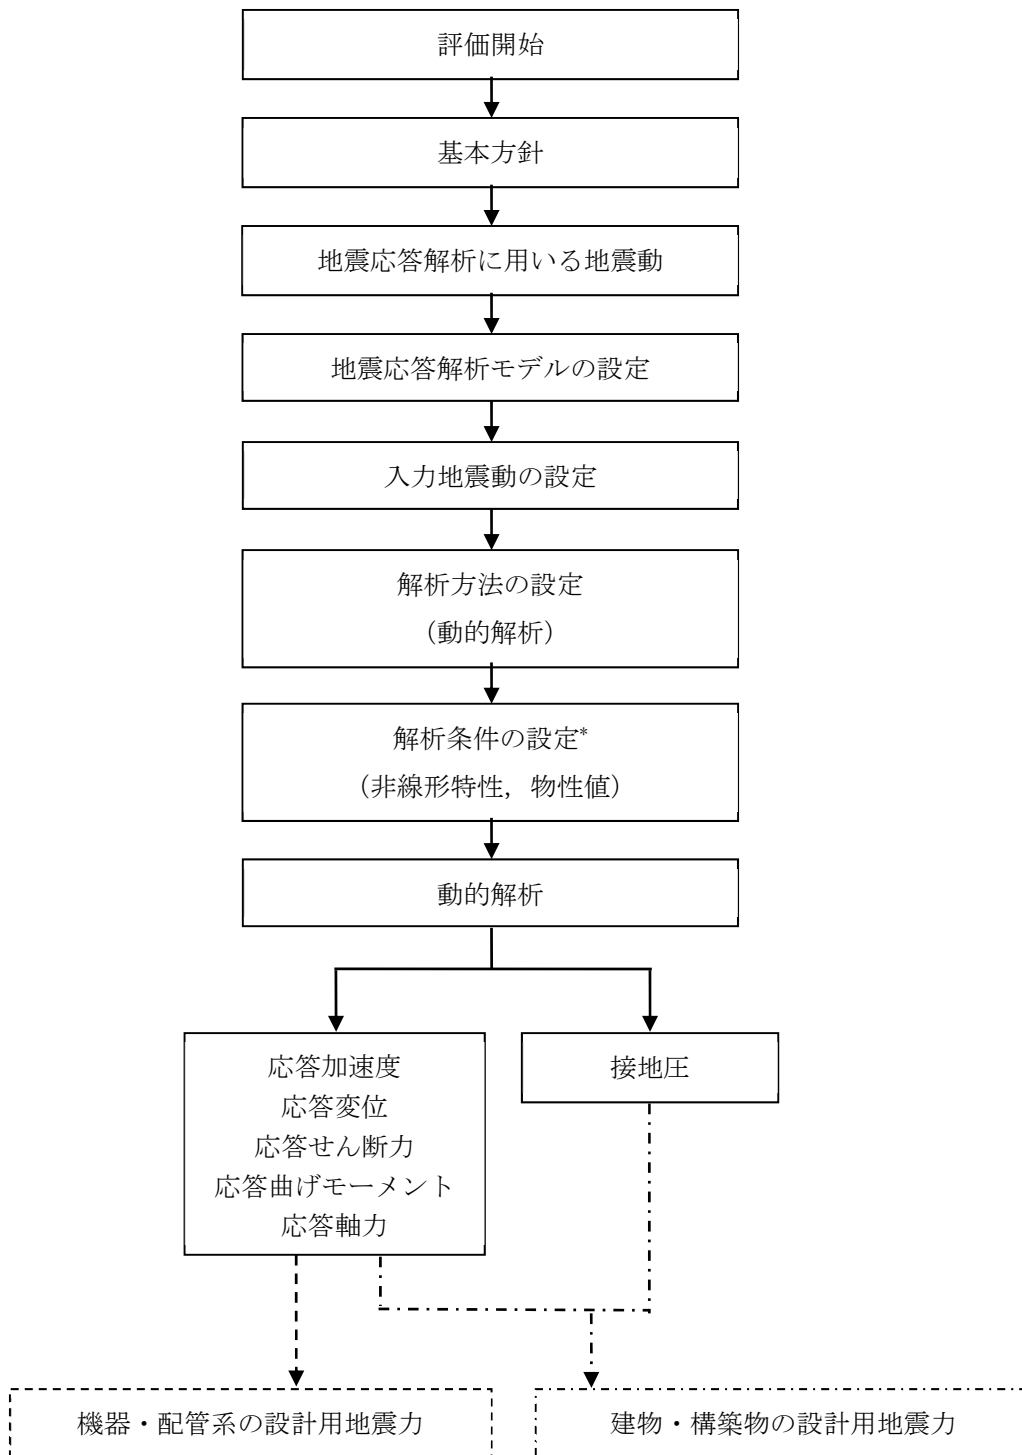 評価開始
基本方針
地震応答解析に用いる地震動
地震応答解析モデルの設定
入力地震動の設定
解析方法の設定
(動的解析)
解析条件の設定*
(非線形特性，物性値)
動的解析
応答加速度
応答変位
応答せん断力
応答曲げモーメント
応答軸力
接地圧
機器・配管系の設計用地震力
建物・構築物の設計用地震力